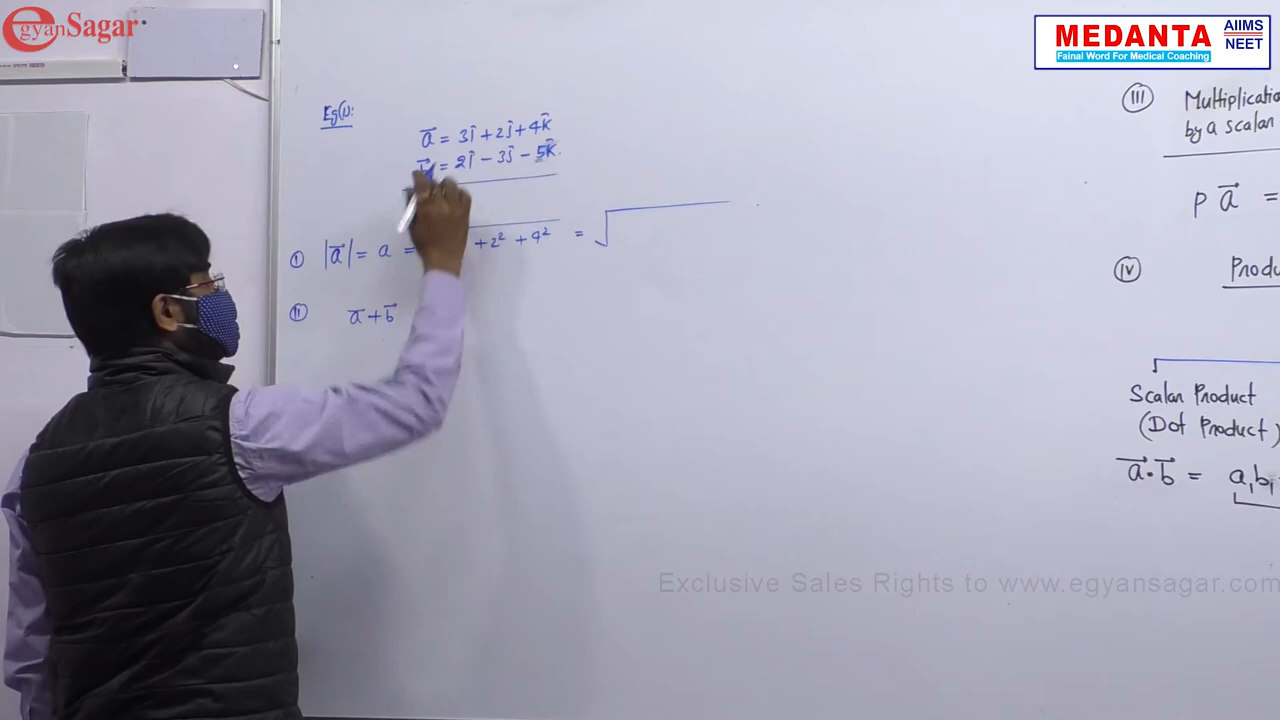 egyanSagar
MEDANTA AIIMS NEET
Fainal Word For Medical Coaching
Eg(1):
a̅ = 3î + 2ĵ + 4k̂
b⃗ = 2î − 3ĵ − 5k̂.
(I) |a⃗| = a = + 2² + 4² = √
(II) a̅ + b⃗
(III) Multiplicatio
by a scalar
p a⃗ =
(IV) Produ
Scalar Product
(Dot Product)
a⃗ · b⃗ = a₁b₁
Exclusive Sales Rights to www.egyansagar.com